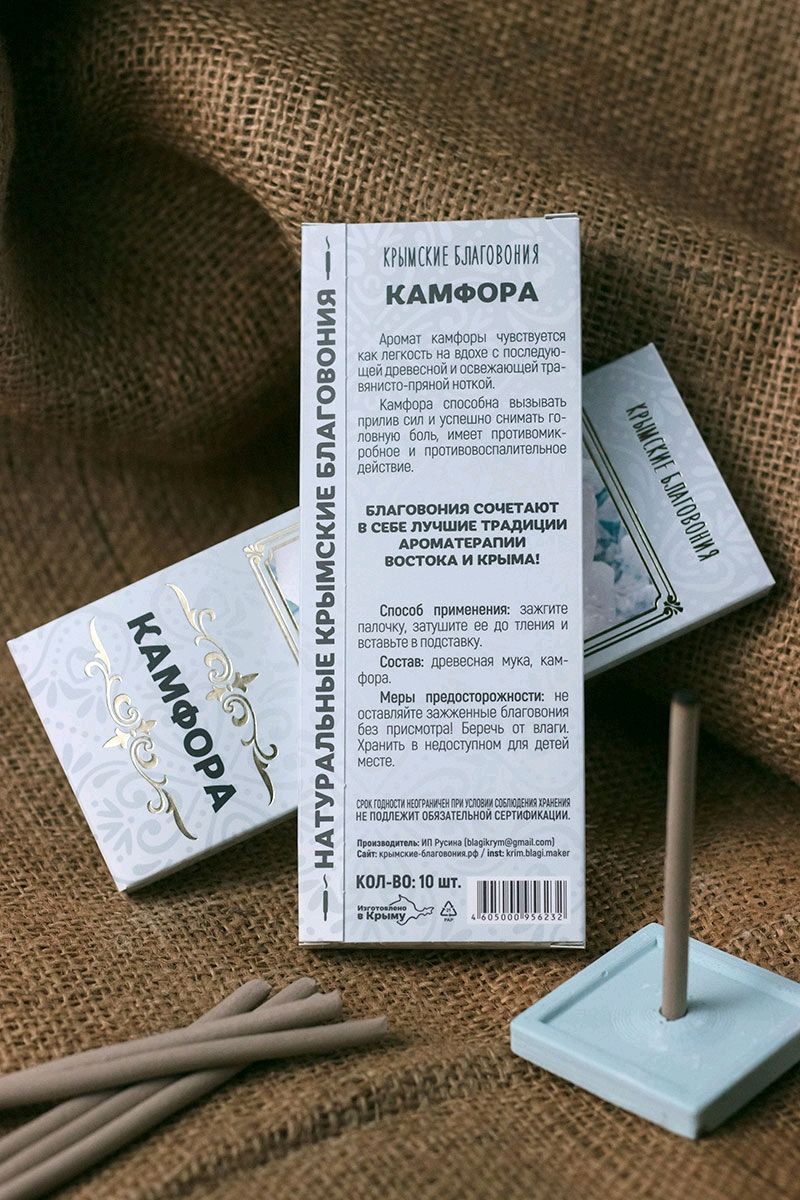 КРЫМСКИЕ БЛАГОВОНИЯ
КАМФОРА
Аромат камфоры чувствуется
как легкость на вдохе с последую-
щей древесной и освежающей тра-
вянисто-пряной ноткой.
Камфора способна вызывать
прилив сил и успешно снимать го-
ловную боль, имеет противомик-
робное и противовоспалительное
действие.
БЛАГОВОНИЯ СОЧЕТАЮТ
В СЕБЕ ЛУЧШИЕ ТРАДИЦИИ
АРОМАТЕРАПИИ
ВОСТОКА И КРЫМА!
Способ применения: зажгите
палочку, затушите ее до тления и
вставьте в подставку.
Состав: древесная мука, кам-
фора.
Меры предосторожности: не
оставляйте зажженные благовония
без присмотра! Беречь от влаги.
Хранить в недоступном для детей
месте.
СРОК ГОДНОСТИ НЕОГРАНИЧЕН ПРИ УСЛОВИИ СОБЛЮДЕНИЯ ХРАНЕНИЯ
НЕ ПОДЛЕЖИТ ОБЯЗАТЕЛЬНОЙ СЕРТИФИКАЦИИ.
Производитель: ИП Русина (blagikrym@gmail.com)
Сайт: крымские-благовония.рф / inst: krim.blagi.maker
КОЛ-ВО: 10 шт.
Изготовлено
в Крыму
PAP
4 605000 956232
НАТУРАЛЬНЫЕ КРЫМСКИЕ БЛАГОВОНИЯ
КАМФОРА
КРЫМСКИЕ БЛАГОВОНИЯ